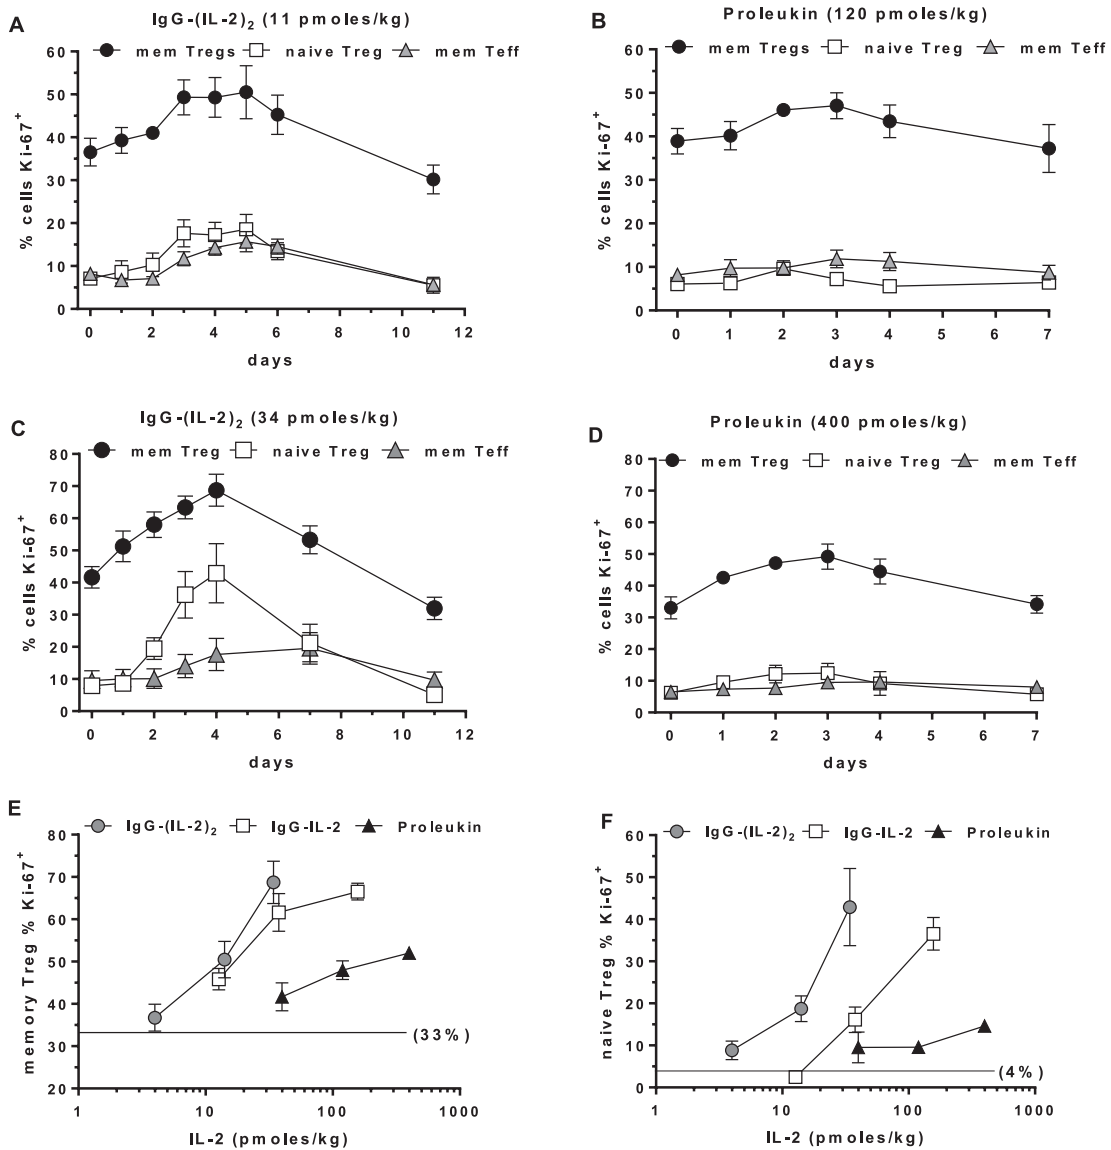 A
IgG-(IL-2)2 (11 pmoles/kg)
mem Tregs naive Treg mem Teff
% cells Ki-67+
60
50
40
30
20
10
0
0 2 4 6 8 10 12
days
B
Proleukin (120 pmoles/kg)
mem Tregs naive Treg mem Teff
% cells Ki-67+
60
50
40
30
20
10
0
0 1 2 3 4 5 6 7
days
C
IgG-(IL-2)2 (34 pmoles/kg)
mem Treg naive Treg mem Teff
% cells Ki-67+
80
70
60
50
40
30
20
10
0
0 2 4 6 8 10 12
days
D
Proleukin (400 pmoles/kg)
mem Treg naive Treg mem Teff
% cells Ki-67+
80
70
60
50
40
30
20
10
0
0 1 2 3 4 5 6 7
days
E
IgG-(IL-2)2 IgG-IL-2 Proleukin
memory Treg % Ki-67+
80
70
60
50
40
30
20
(33%)
1 10 100 1000
IL-2 (pmoles/kg)
F
IgG-(IL-2)2 IgG-IL-2 Proleukin
naive Treg % Ki-67+
60
50
40
30
20
10
0
(4%)
1 10 100 1000
IL-2 (pmoles/kg)